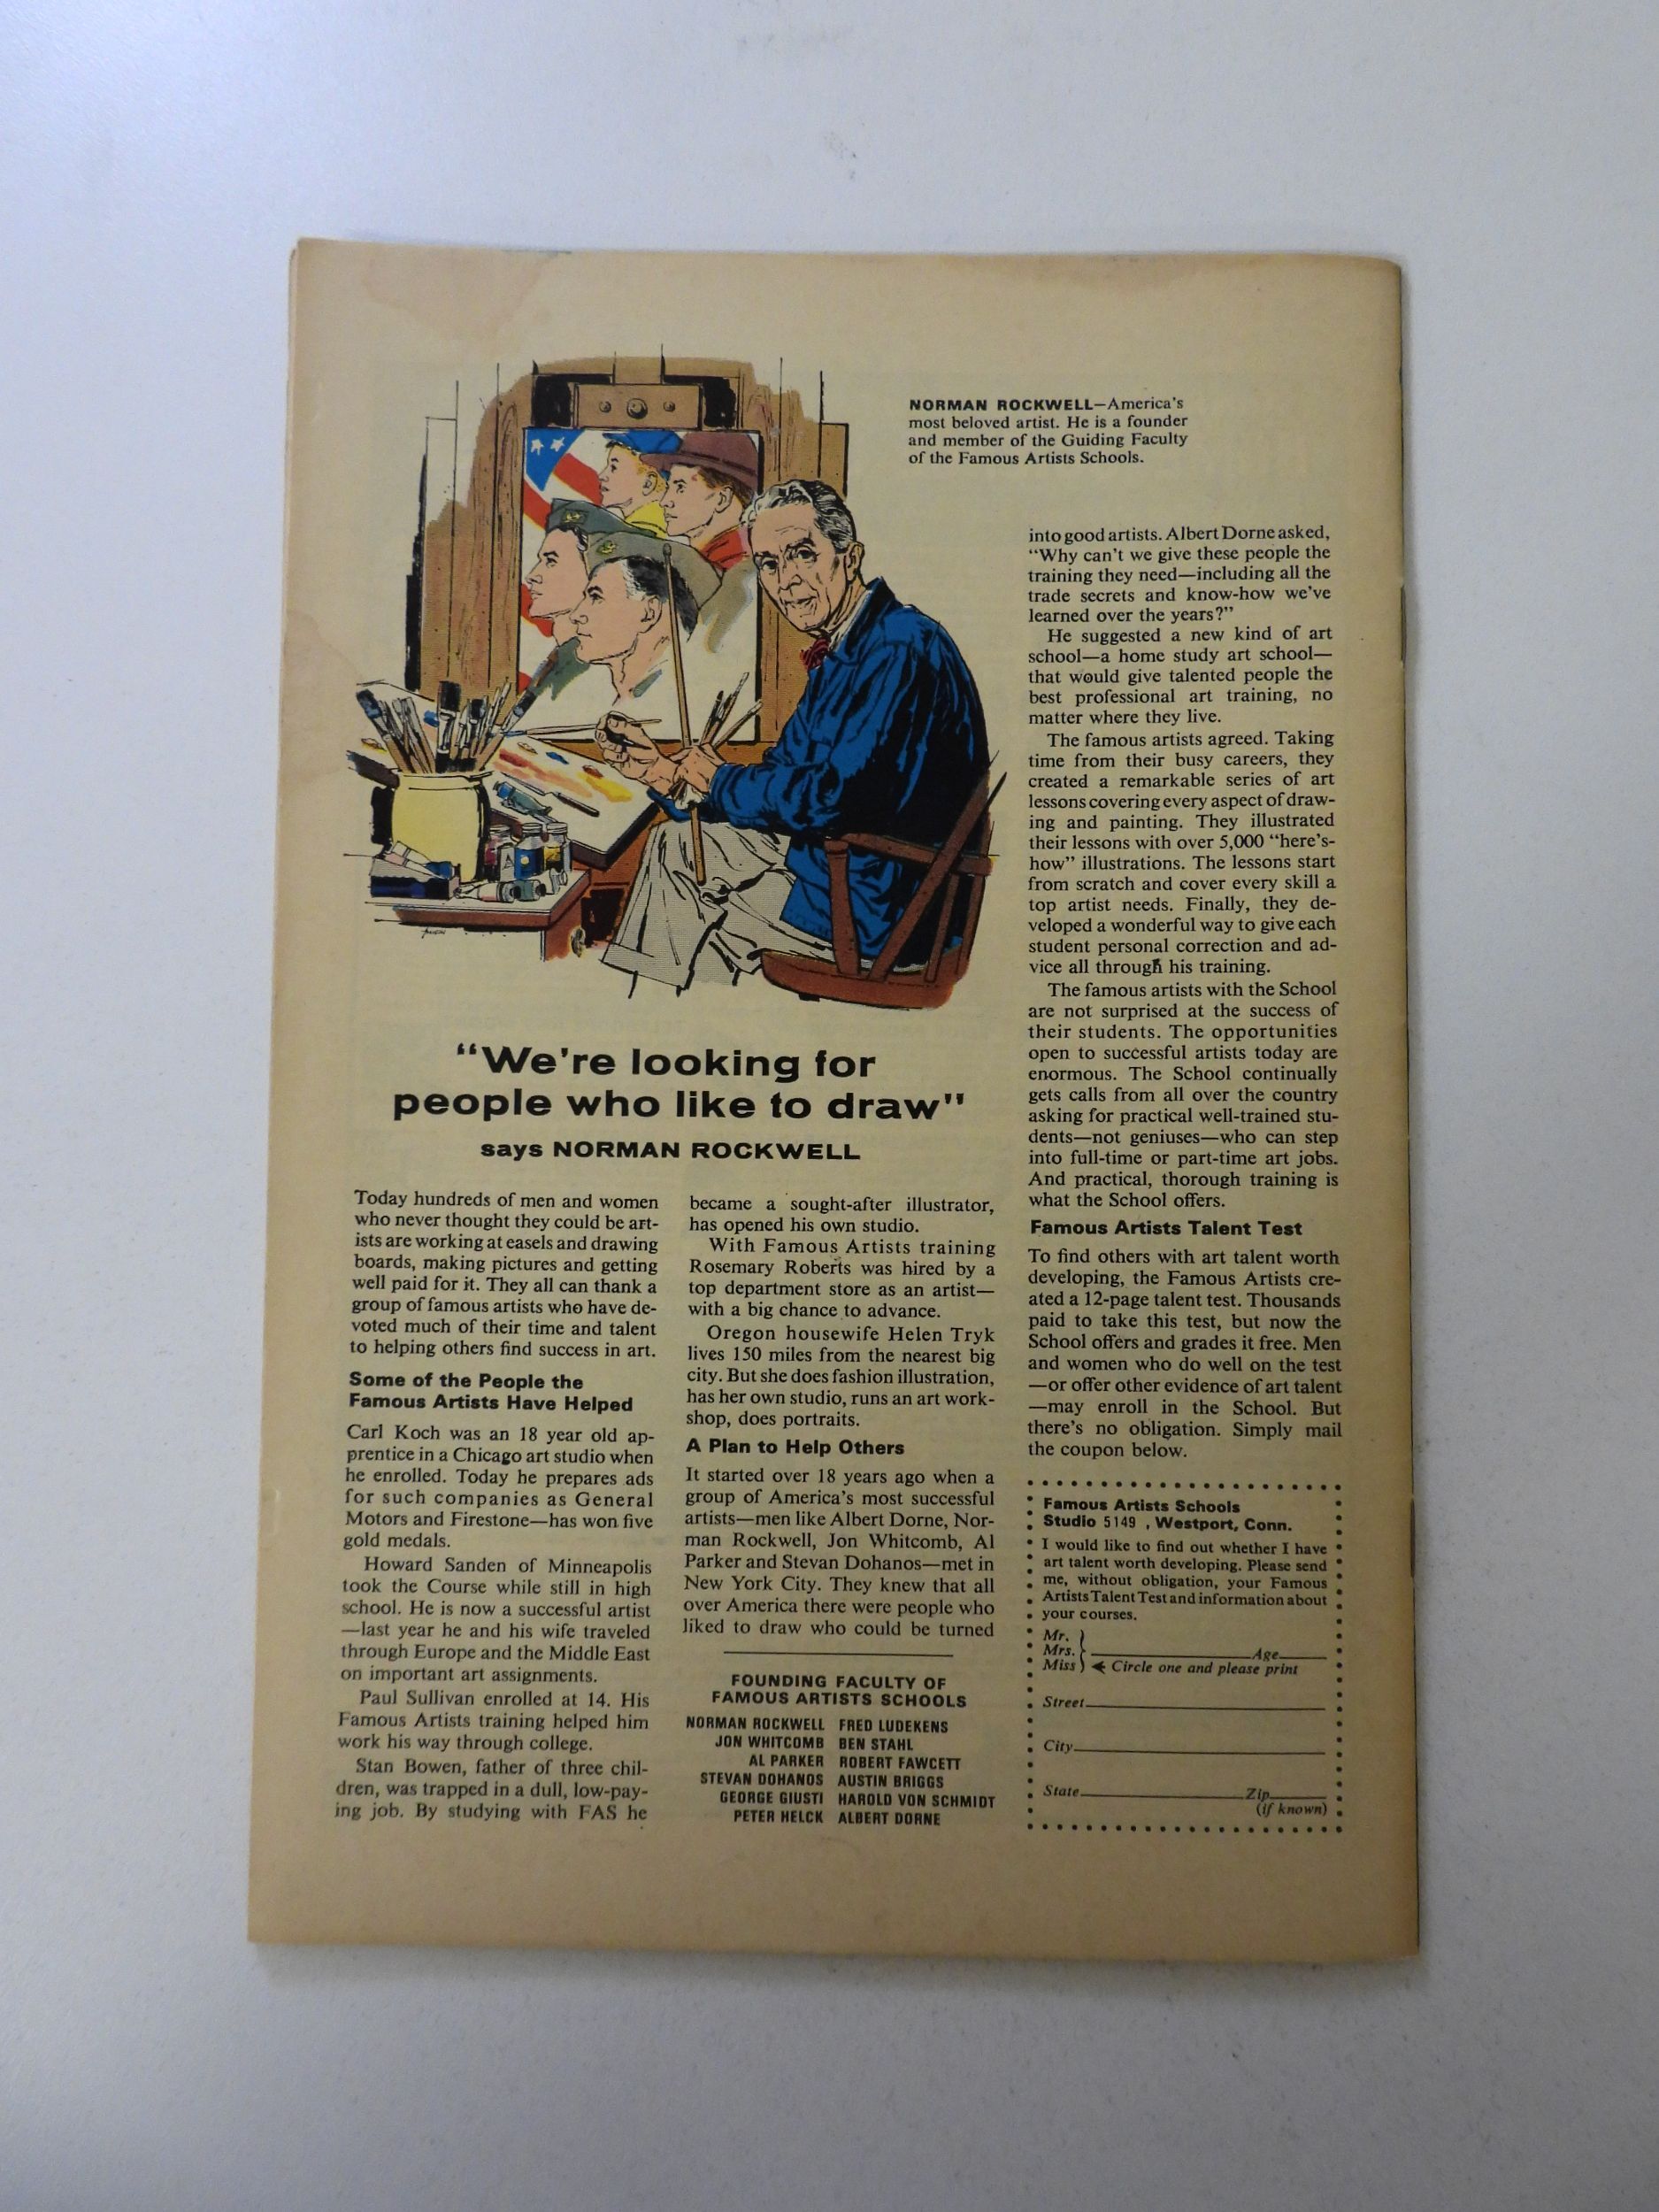 NORMAN ROCKWELL—America's
most beloved artist. He is a founder
and member of the Guiding Faculty
of the Famous Artists Schools.
"We're looking for
people who like to draw"
says NORMAN ROCKWELL
Today hundreds of men and women
who never thought they could be art-
ists are working at easels and drawing
boards, making pictures and getting
well paid for it. They all can thank a
group of famous artists who have de-
voted much of their time and talent
to helping others find success in art.
Some of the People the
Famous Artists Have Helped
Carl Koch was an 18 year old ap-
prentice in a Chicago art studio when
he enrolled. Today he prepares ads
for such companies as General
Motors and Firestone—has won five
gold medals.
Howard Sanden of Minneapolis
took the Course while still in high
school. He is now a successful artist
—last year he and his wife traveled
through Europe and the Middle East
on important art assignments.
Paul Sullivan enrolled at 14. His
Famous Artists training helped him
work his way through college.
Stan Bowen, father of three chil-
dren, was trapped in a dull, low-pay-
ing job. By studying with FAS he
became a sought-after illustrator,
has opened his own studio.
With Famous Artists training
Rosemary Roberts was hired by a
top department store as an artist—
with a big chance to advance.
Oregon housewife Helen Tryk
lives 150 miles from the nearest big
city. But she does fashion illustration,
has her own studio, runs an art work-
shop, does portraits.
A Plan to Help Others
It started over 18 years ago when a
group of America's most successful
artists—men like Albert Dorne, Nor-
man Rockwell, Jon Whitcomb, Al
Parker and Stevan Dohanos—met in
New York City. They knew that all
over America there were people who
liked to draw who could be turned
FOUNDING FACULTY OF
FAMOUS ARTISTS SCHOOLS
NORMAN ROCKWELL FRED LUDEKENS
JON WHITCOMB BEN STAHL
AL PARKER ROBERT FAWCETT
STEVAN DOHANOS AUSTIN BRIGGS
GEORGE GIUSTI HAROLD VON SCHMIDT
PETER HELCK ALBERT DORNE
into good artists. Albert Dorne asked,
"Why can't we give these people the
training they need—including all the
trade secrets and know-how we've
learned over the years?"
He suggested a new kind of art
school—a home study art school—
that would give talented people the
best professional art training, no
matter where they live.
The famous artists agreed. Taking
time from their busy careers, they
created a remarkable series of art
lessons covering every aspect of draw-
ing and painting. They illustrated
their lessons with over 5,000 "here's-
how" illustrations. The lessons start
from scratch and cover every skill a
top artist needs. Finally, they de-
veloped a wonderful way to give each
student personal correction and ad-
vice all through his training.
The famous artists with the School
are not surprised at the success of
their students. The opportunities
open to successful artists today are
enormous. The School continually
gets calls from all over the country
asking for practical well-trained stu-
dents—not geniuses—who can step
into full-time or part-time art jobs.
And practical, thorough training is
what the School offers.
Famous Artists Talent Test
To find others with art talent worth
developing, the Famous Artists cre-
ated a 12-page talent test. Thousands
paid to take this test, but now the
School offers and grades it free. Men
and women who do well on the test
—or offer other evidence of art talent
—may enroll in the School. But
there's no obligation. Simply mail
the coupon below.
Famous Artists Schools
Studio 5149 , Westport, Conn.
I would like to find out whether I have
art talent worth developing. Please send
me, without obligation, your Famous
Artists Talent Test and information about
your courses.
Mr.
Mrs. Age
Miss Circle one and please print
Street
City
State Zip
(if known)